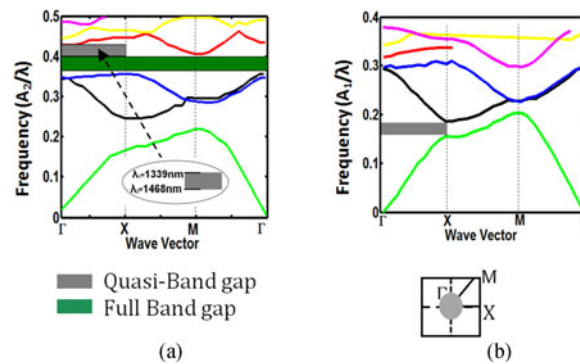 0.5
0.4
0.3
0.2
0.1
0
Frequency (A₂/λ)
Γ X M Γ
Wave Vector
λ₁=1339nm
λ₂=1468nm
Quasi-Band gap
Full Band gap
(a)
0.4
0.3
0.2
0.1
0
Frequency (A₁/λ)
Γ X M
Wave Vector
Γ M
X
(b)